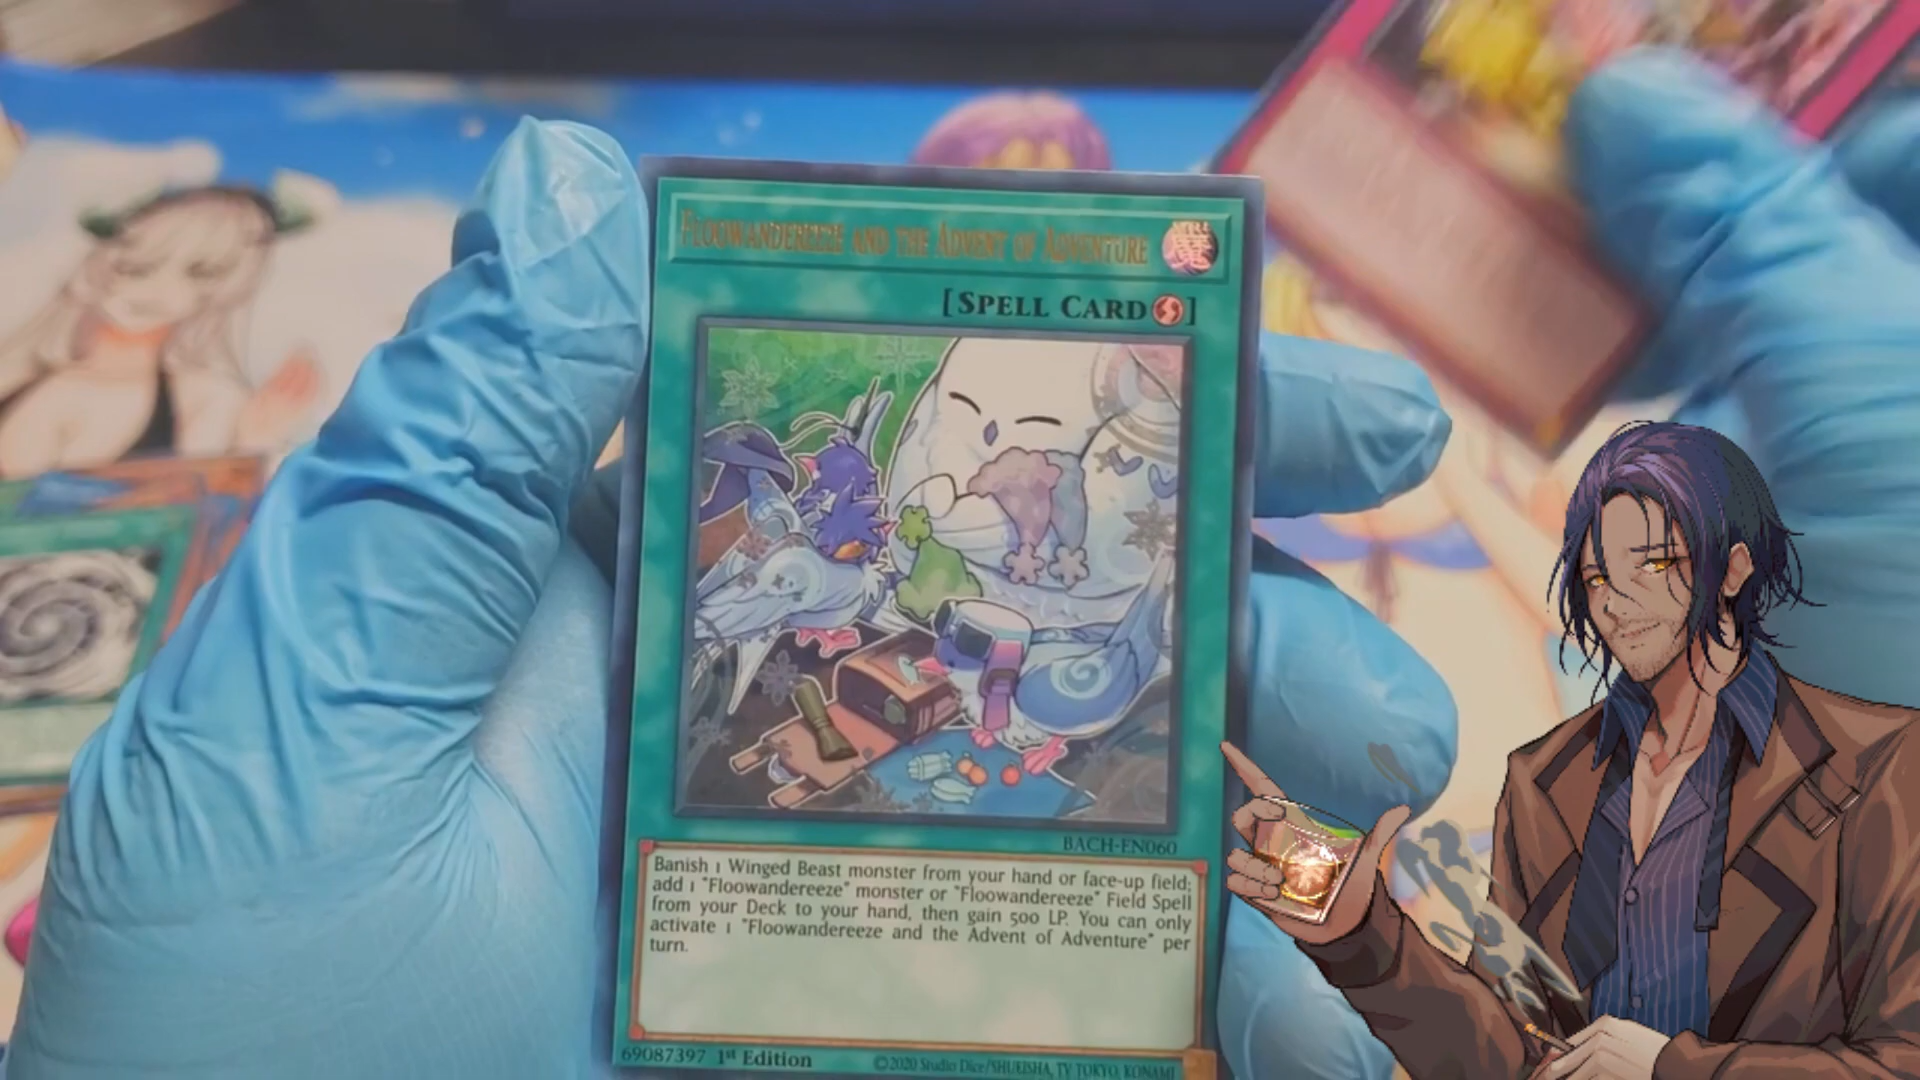 FLOOWANDEREEZE AND THE ADVENT OF ADVENTURE
[SPELL CARD]
BACH-EN060
Banish 1 Winged Beast monster from your hand or face-up field;
add 1 "Floowandereeze" monster or "Floowandereeze" Field Spell
from your Deck to your hand, then gain 500 LP. You can only
activate 1 "Floowandereeze and the Advent of Adventure" per
turn.
69087397 1st Edition
©2020 Studio Dice/SHUEISHA, TV TOKYO, KONAMI